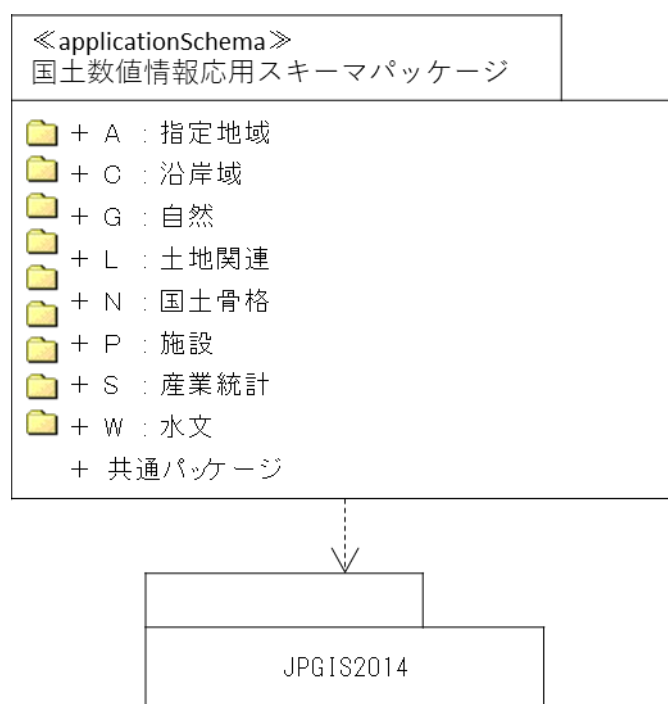 ≪applicationSchema≫
国土数値情報応用スキーマパッケージ
+ A : 指定地域
+ C : 沿岸域
+ G : 自然
+ L : 土地関連
+ N : 国土骨格
+ P : 施設
+ S : 産業統計
+ W : 水文
+ 共通パッケージ
JPGIS2014